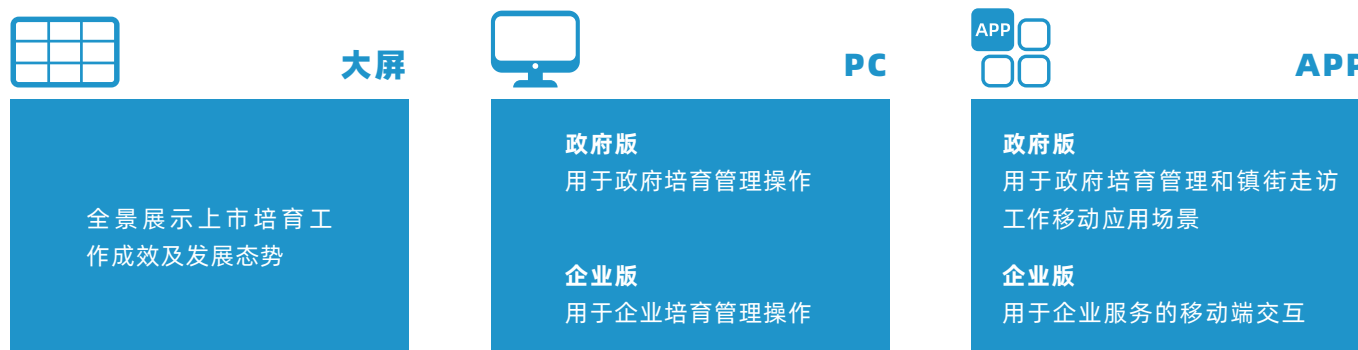 大屏
全景展示上市培育工
作成效及发展态势
PC
政府版
用于政府培育管理操作
企业版
用于企业培育管理操作
APP
APP
政府版
用于政府培育管理和镇街走访
工作移动应用场景
企业版
用于企业服务的移动端交互